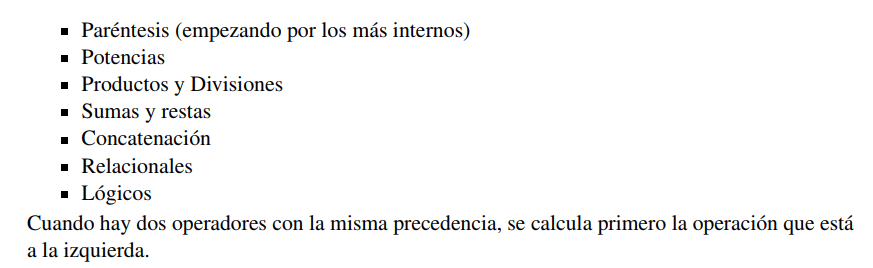 ▪ Paréntesis (empezando por los más internos)
▪ Potencias
▪ Productos y Divisiones
▪ Sumas y restas
▪ Concatenación
▪ Relacionales
▪ Lógicos
Cuando hay dos operadores con la misma precedencia, se calcula primero la operación que está
a la izquierda.